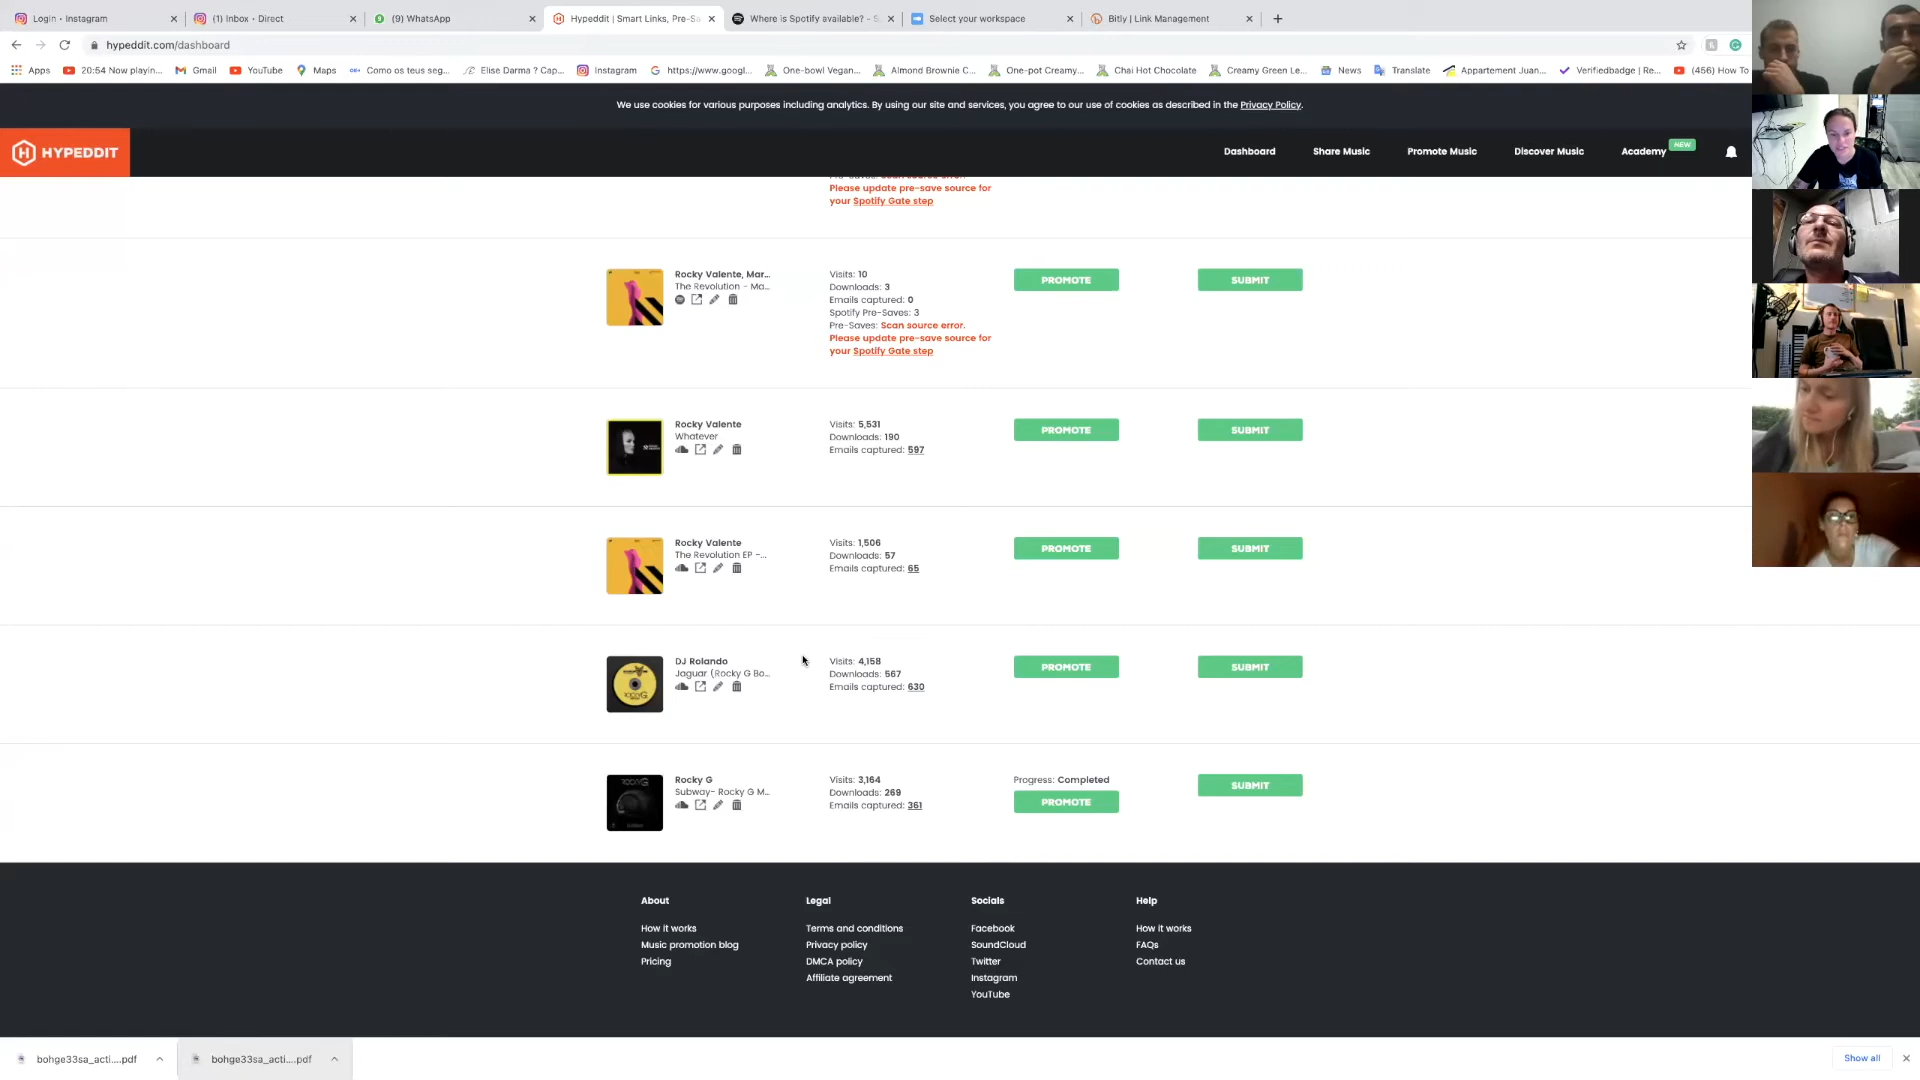 Login • Instagram
(1) Inbox • Direct
(9) WhatsApp
Hypeddit | Smart Links, Pre-Sa
Where is Spotify available? - S
Select your workspace
Bitly | Link Management
hypeddit.com/dashboard
Apps
20:54 Now playin...
Gmail
YouTube
Maps
Como os teus seg...
Elise Darma ? Cap...
Instagram
https://www.googl...
One-bowl Vegan...
Almond Brownie C...
One-pot Creamy...
Chai Hot Chocolate
Creamy Green Le...
News
Translate
Appartement Juan...
Verifiedbadge | Re...
(456) How To
We use cookies for various purposes including analytics. By using our site and services, you agree to our use of cookies as described in the Privacy Policy.
HYPEDDIT
Dashboard
Share Music
Promote Music
Discover Music
Academy
NEW
Pre-Saves: Scan source error.
Please update pre-save source for
your Spotify Gate step
Rocky Valente, Mar...
The Revolution - Ma...
Visits: 10
Downloads: 3
Emails captured: 0
Spotify Pre-Saves: 3
Pre-Saves: Scan source error.
Please update pre-save source for
your Spotify Gate step
PROMOTE
SUBMIT
Rocky Valente
Whatever
Visits: 5,531
Downloads: 190
Emails captured: 597
PROMOTE
SUBMIT
Rocky Valente
The Revolution EP -...
Visits: 1,506
Downloads: 57
Emails captured: 65
PROMOTE
SUBMIT
DJ Rolando
Jaguar (Rocky G Bo...
Visits: 4,158
Downloads: 567
Emails captured: 630
PROMOTE
SUBMIT
Rocky G
Subway- Rocky G M...
Visits: 3,164
Downloads: 269
Emails captured: 361
Progress: Completed
PROMOTE
SUBMIT
About
How it works
Music promotion blog
Pricing
Legal
Terms and conditions
Privacy policy
DMCA policy
Affiliate agreement
Socials
Facebook
SoundCloud
Twitter
Instagram
YouTube
Help
How it works
FAQs
Contact us
bohge33sa_acti....pdf
bohge33sa_acti....pdf
Show all